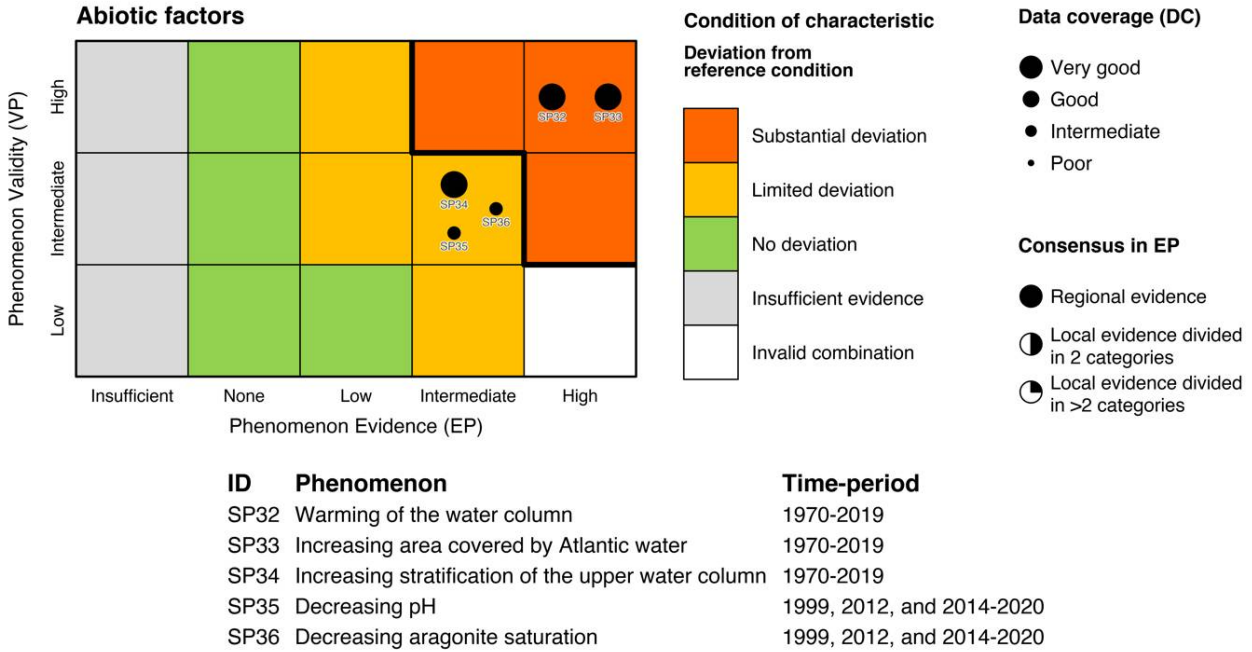 Abiotic factors
Phenomenon Validity (VP)
High
Intermediate
Low
SP32
SP33
SP34
SP36
SP35
Insufficient
None
Low
Intermediate
High
Phenomenon Evidence (EP)
Condition of characteristic
Deviation from
reference condition
Substantial deviation
Limited deviation
No deviation
Insufficient evidence
Invalid combination
Data coverage (DC)
Very good
Good
Intermediate
Poor
Consensus in EP
Regional evidence
Local evidence divided
in 2 categories
Local evidence divided
in >2 categories
ID Phenomenon Time-period
SP32 Warming of the water column 1970-2019
SP33 Increasing area covered by Atlantic water 1970-2019
SP34 Increasing stratification of the upper water column 1970-2019
SP35 Decreasing pH 1999, 2012, and 2014-2020
SP36 Decreasing aragonite saturation 1999, 2012, and 2014-2020